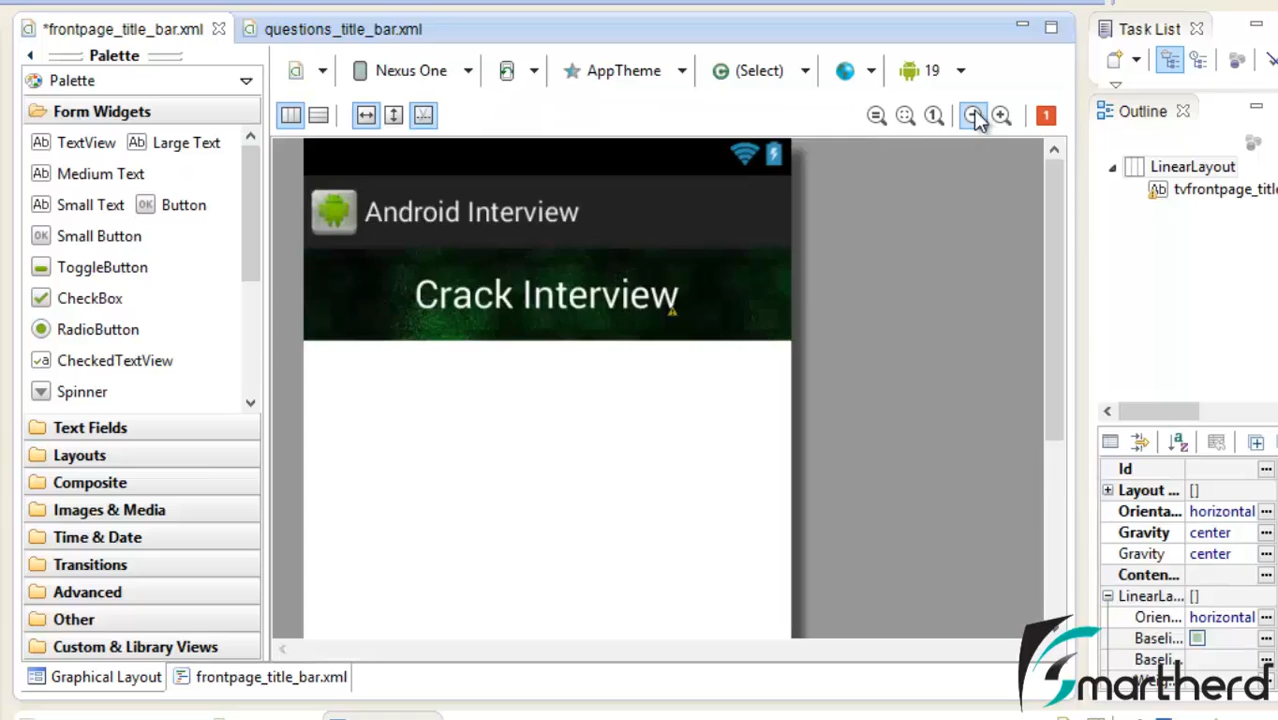 *frontpage_title_bar.xml
questions_title_bar.xml
Task List
Palette
Palette
Nexus One
AppTheme
(Select)
19
Form Widgets
1
Outline
TextView
Large Text
Medium Text
LinearLayout
tvfrontpage_title
Small Text
Button
Android Interview
Small Button
ToggleButton
Crack Interview
CheckBox
RadioButton
CheckedTextView
Spinner
Text Fields
Layouts
Composite
Images & Media
Time & Date
Transitions
Advanced
Other
Custom & Library Views
Id
Layout ... []
Orienta... horizontal
Gravity center
Gravity center
Conten...
LinearLa... []
Orien... horizontal
Baseli...
Baseli...
Graphical Layout
frontpage_title_bar.xml
Smartherd